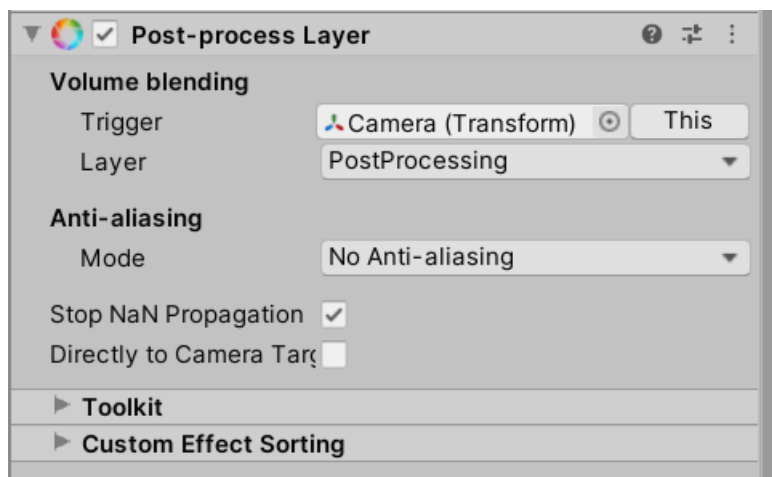 Post-process Layer
Volume blending
Trigger Camera (Transform) This
Layer PostProcessing
Anti-aliasing
Mode No Anti-aliasing
Stop NaN Propagation
Directly to Camera Targ
Toolkit
Custom Effect Sorting